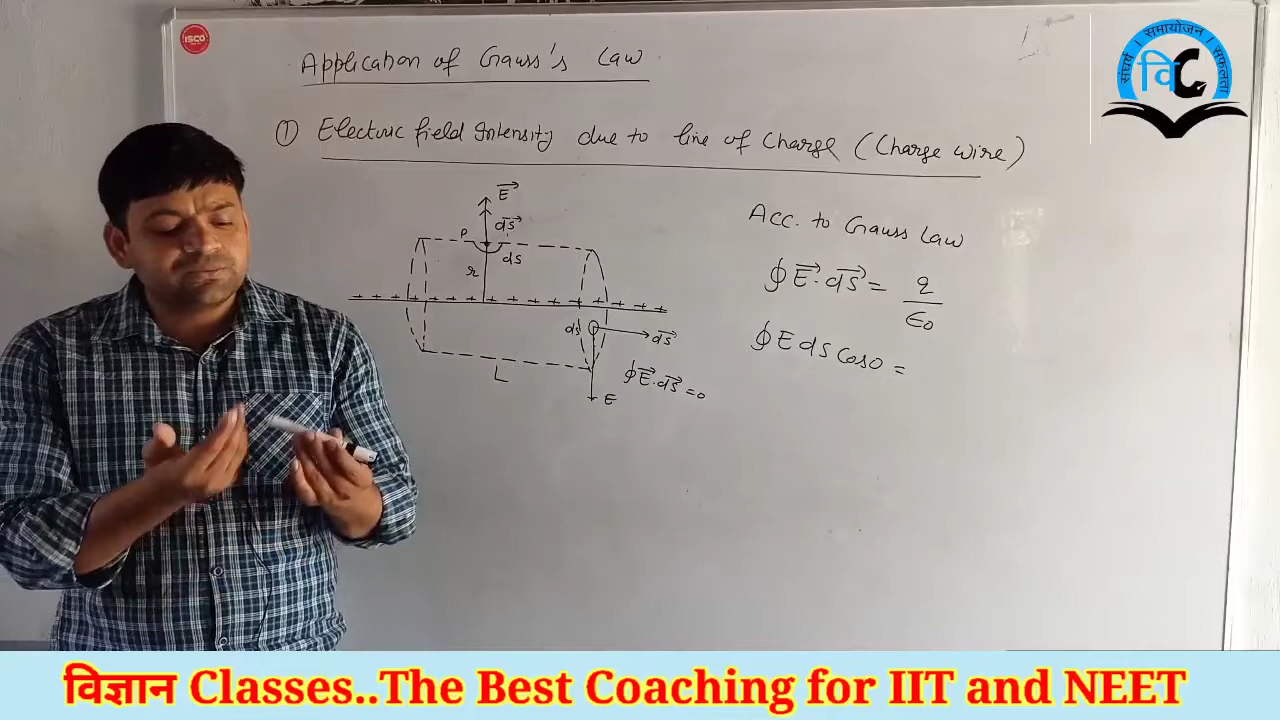 ISCO
Application of Gauss's Law
संघर्ष । समायोजन । सफलता
वि C
① Electric field Intensity due to line of Charge (Charge wire)
E⃗
dS⃗
P
ds
r
+ + + + + + + + + + + + + + + + +
ds
dS⃗
L
∮E⃗.dS⃗ = 0
E
Acc. to Gauss Law
∮E⃗.dS⃗ = q/ε₀
∮E ds Cos0 =
विज्ञान Classes..The Best Coaching for IIT and NEET